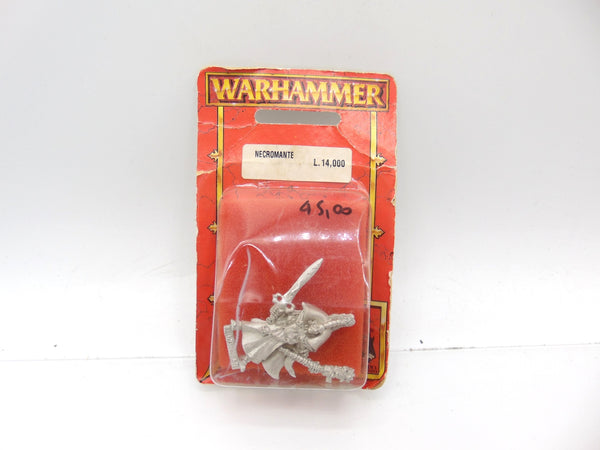 WARHAMMER
NECROMANTE
L.14,000
45,00